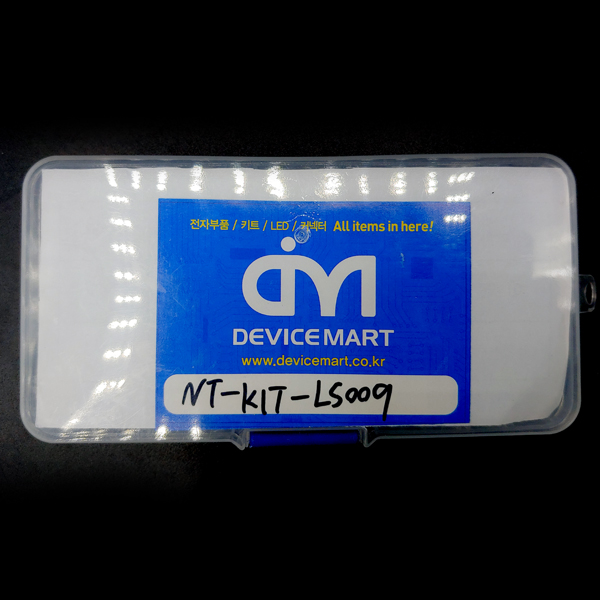 전자부품 / 키트 / LED / 커넥터 All items in here!
DM
DEVICEMART
www.devicemart.co.kr
NT-KIT-LS009